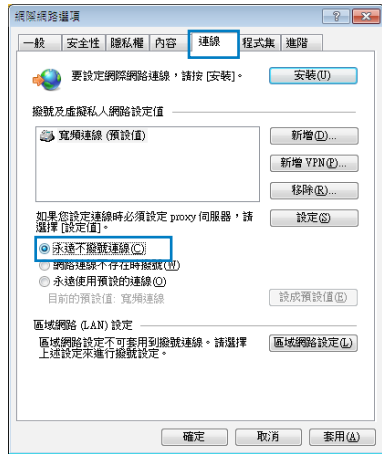 網際網路選項
一般 安全性 隱私權 內容 連線 程式集 進階
要設定網際網路連線，請按 [安裝]。 安裝(U)
撥號及虛擬私人網路設定值
寬頻連線 (預設值) 新增(D)...
新增 VPN(P)...
移除(R)...
如果您設定連線時必須設定 proxy 伺服器，請 設定(S)
選擇 [設定值]。
永遠不撥號連線(C)
網路連線不存在時撥號(W)
永遠使用預設的連線(O)
目前的預設值: 寬頻連線 設成預設值(E)
區域網路 (LAN) 設定
區域網路設定不可套用到撥號連線。請選擇 區域網路設定(L)
上述設定來進行撥號設定。
確定 取消 套用(A)